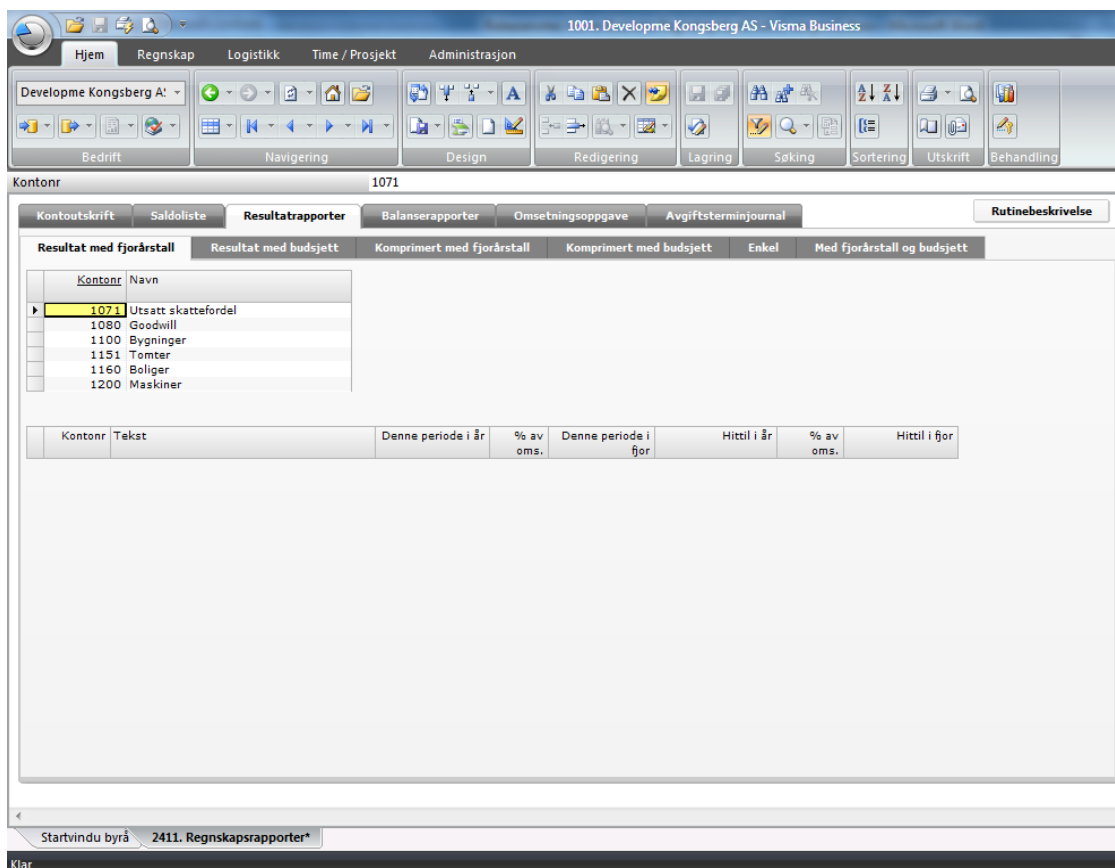 1001. Developme Kongsberg AS - Visma Business
Hjem Regnskap Logistikk Time / Prosjekt Administrasjon
Developme Kongsberg A!
Bedrift Navigering Design Redigering Lagring Søking Sortering Utskrift Behandling
Kontonr 1071
Kontoutskrift Saldoliste Resultatrapporter Balanserapporter Omsetningsoppgave Avgiftsterminjournal Rutinebeskrivelse
Resultat med fjorårstall Resultat med budsjett Komprimert med fjorårstall Komprimert med budsjett Enkel Med fjorårstall og budsjett
Kontonr Navn
1071 Utsatt skattefordel
1080 Goodwill
1100 Bygninger
1151 Tomter
1160 Boliger
1200 Maskiner
Kontonr Tekst Denne periode i år % av Denne periode i Hittil i år % av Hittil i fjor
oms. fjor oms.
Startvindu byrå 2411. Regnskapsrapporter*
Klar